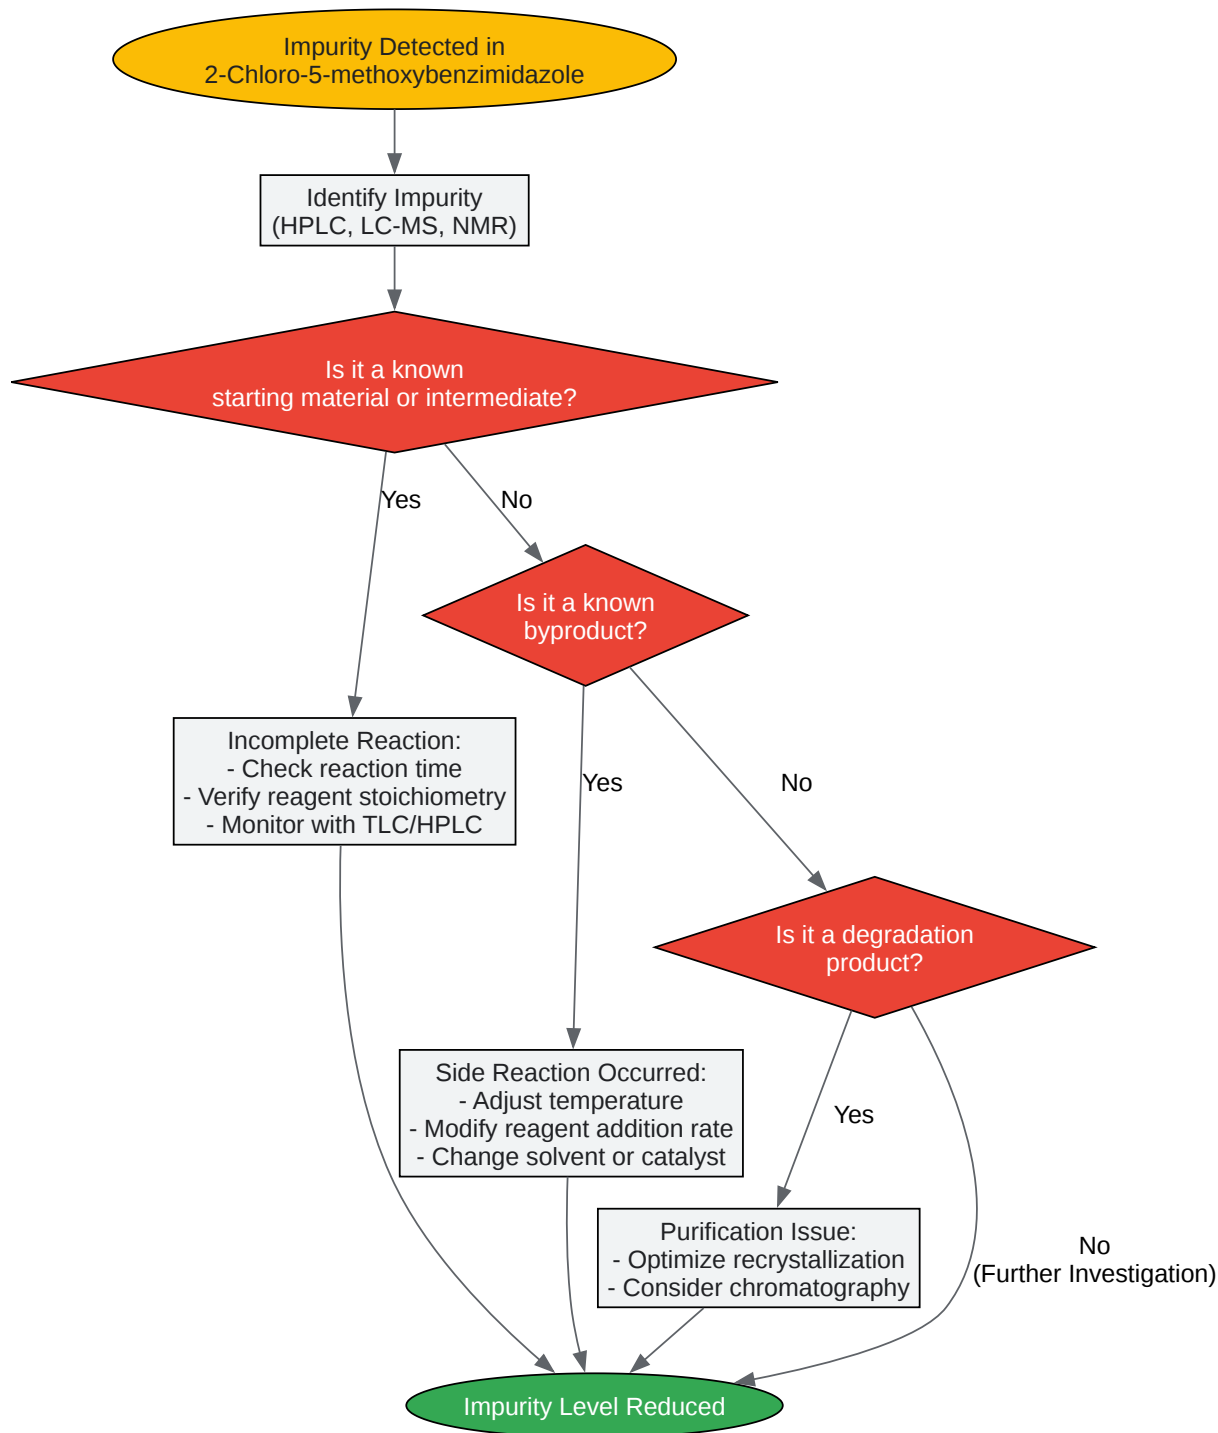 Impurity Detected in
2-Chloro-5-methoxybenzimidazole
Identify Impurity
(HPLC, LC-MS, NMR)
Is it a known
starting material or intermediate?
Yes
No
Is it a known
byproduct?
Incomplete Reaction:
- Check reaction time
- Verify reagent stoichiometry
- Monitor with TLC/HPLC
Yes
No
Is it a degradation
product?
Side Reaction Occurred:
- Adjust temperature
- Modify reagent addition rate
- Change solvent or catalyst
Yes
Purification Issue:
- Optimize recrystallization
- Consider chromatography
No
(Further Investigation)
Impurity Level Reduced